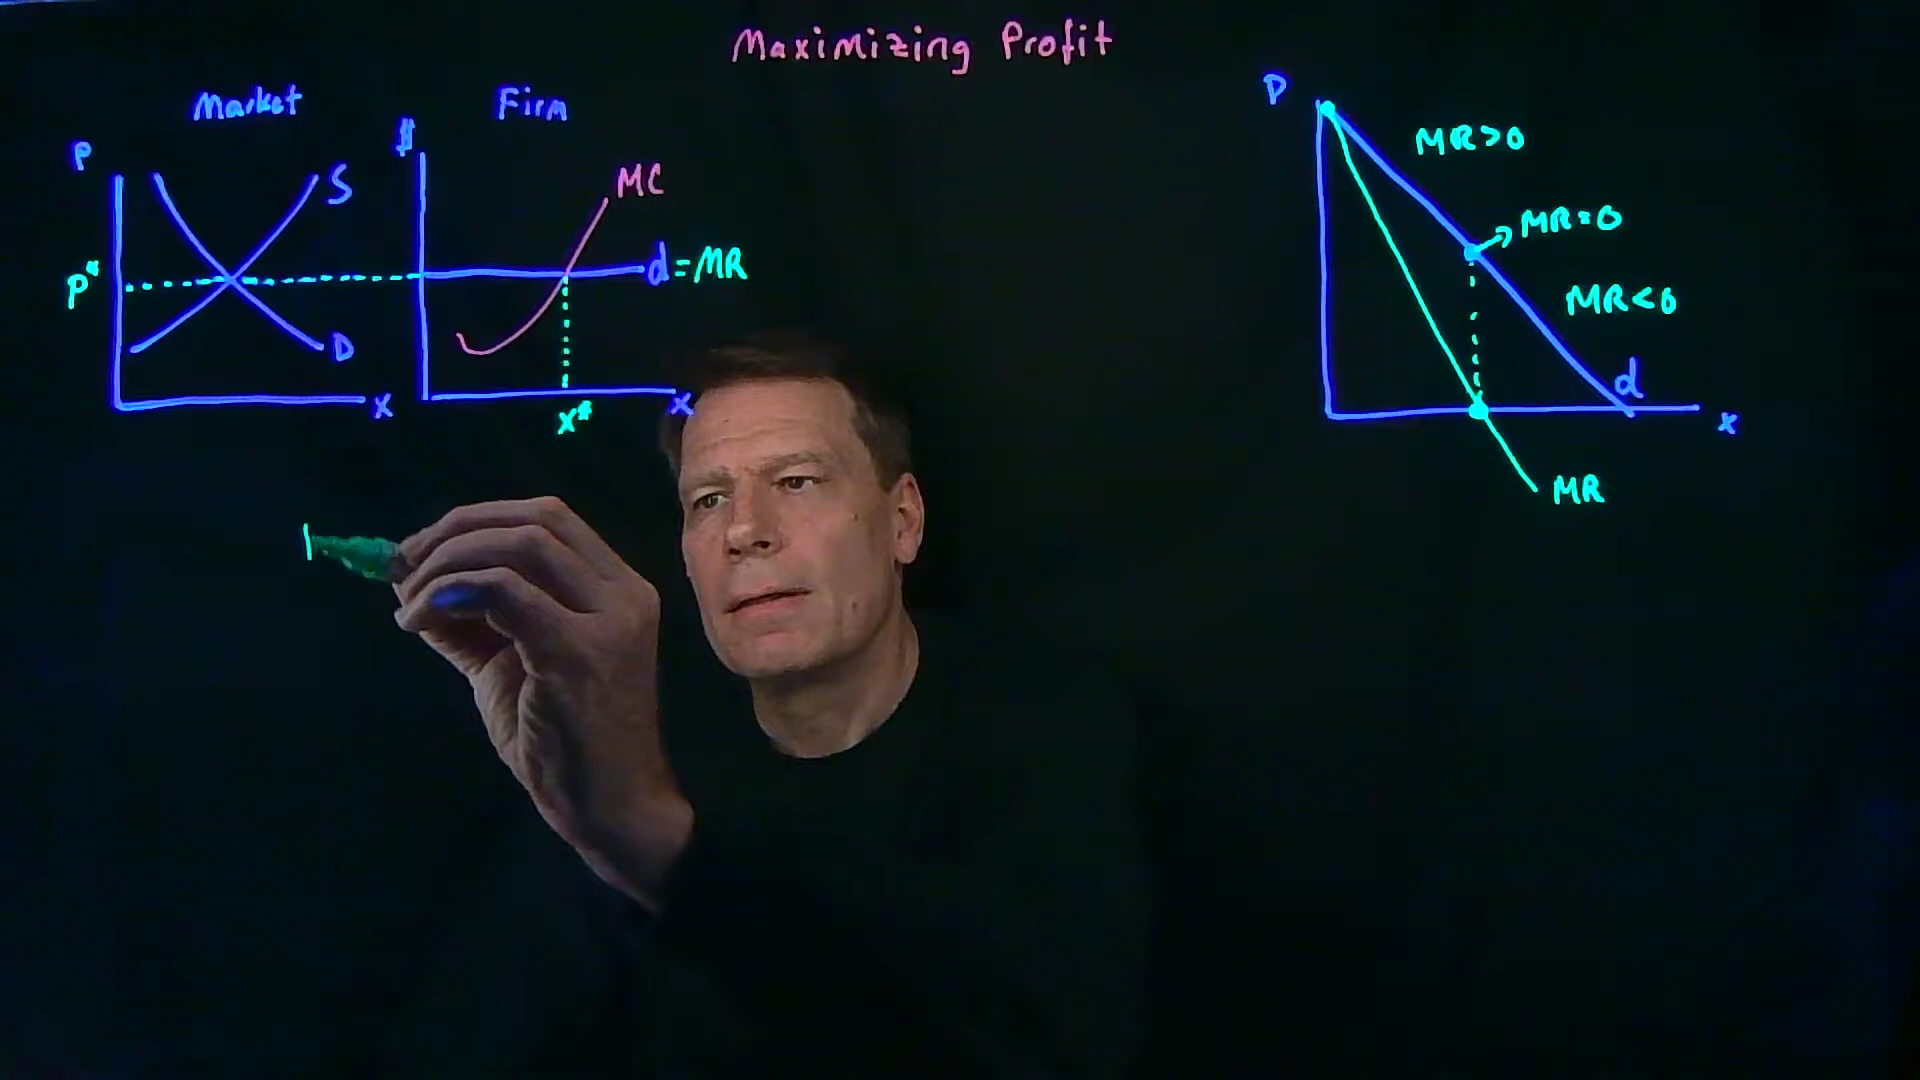 Maximizing Profit
Market
P
S
P*
D
x
Firm
$
MC
d=MR
x*
x
P
MR>0
MR=0
MR<0
d
x
MR